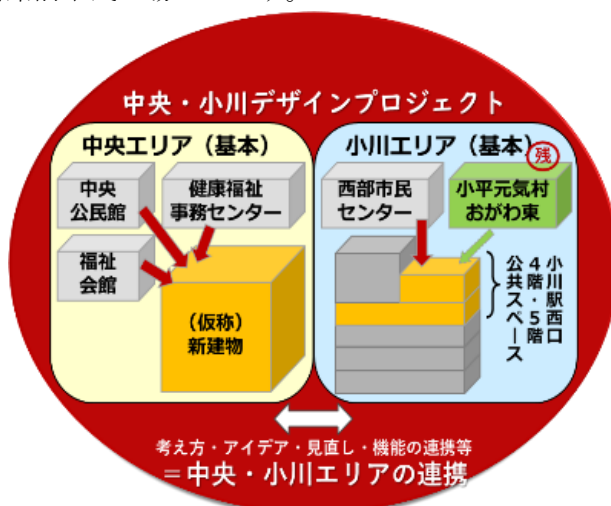 中央・小川デザインプロジェクト
中央エリア（基本）
中央
公民館
健康福祉
事務センター
福祉
会館
（仮称）
新建物
小川エリア（基本）
残
西部市民
センター
小平元気村
おがわ東
小川駅西口
４階・５階
公共スペース
考え方・アイデア・見直し・機能の連携等
＝中央・小川エリアの連携